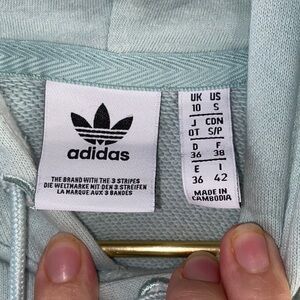 adidas
THE BRAND WITH THE 3 STRIPES
DIE WELTMARKE MIT DEN 3 STREIFEN
LA MARQUE AUX 3 BANDES
UK US
10 S
J CDN
OT S/P
D F
36 38
E I
36 42
MADE IN
CAMBODIA